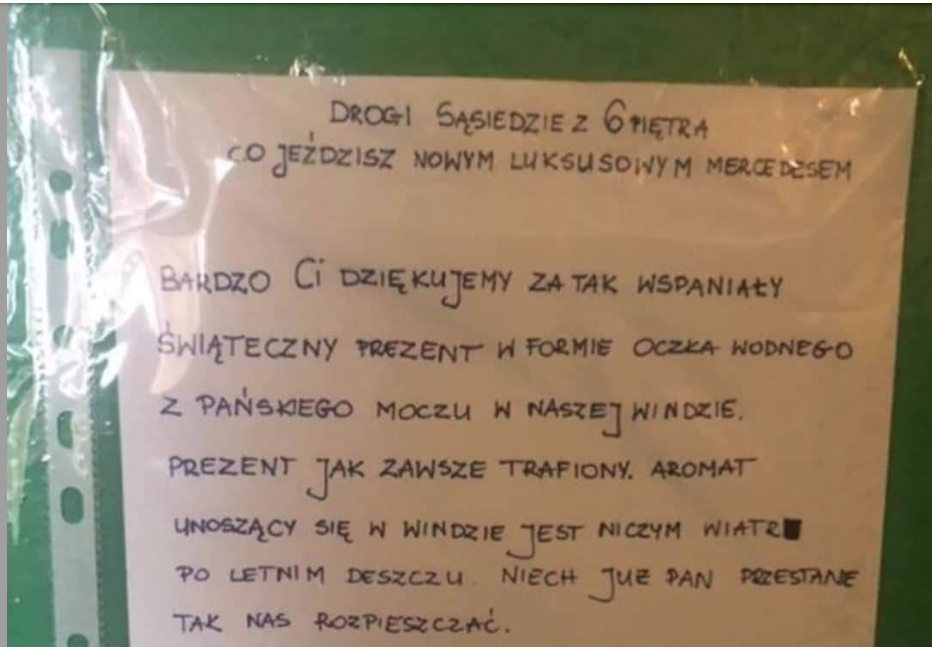 DROGI SĄSIEDZIE Z 6 PIĘTRA
CO JEŹDZISZ NOWYM LUKSUSOWYM MERCEDESEM
BARDZO CI DZIĘKUJEMY ZA TAK WSPANIAŁY
ŚWIĄTECZNY PREZENT W FORMIE OCZKA WODNEGO
Z PAŃSKIEGO MOCZU W NASZEJ WINDZIE.
PREZENT JAK ZAWSZE TRAFIONY. AROMAT
UNOSZĄCY SIĘ W WINDZIE JEST NICZYM WIATR
PO LETNIM DESZCZU. NIECH JUŻ PAN PRZESTANIE
TAK NAS ROZPIESZCZAĆ.